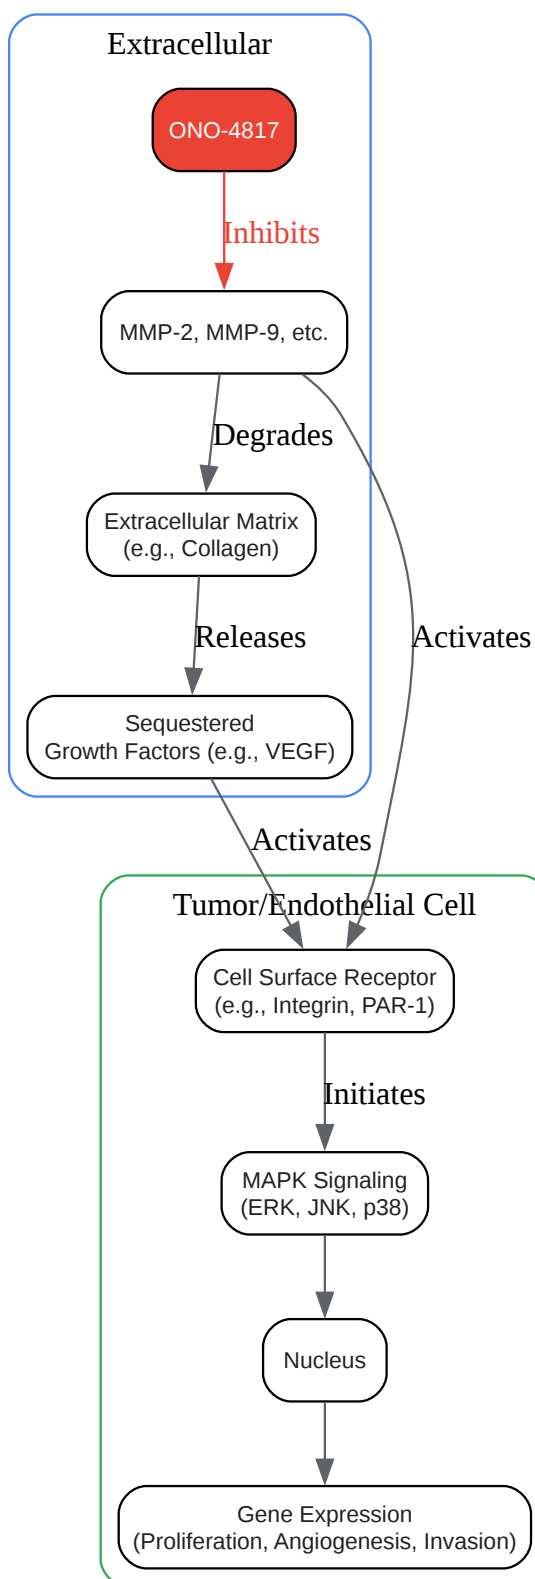 Extracellular
ONO-4817
Inhibits
MMP-2, MMP-9, etc.
Degrades
Extracellular Matrix
(e.g., Collagen)
Releases
Activates
Sequestered
Growth Factors (e.g., VEGF)
Activates
Tumor/Endothelial Cell
Cell Surface Receptor
(e.g., Integrin, PAR-1)
Initiates
MAPK Signaling
(ERK, JNK, p38)
Nucleus
Gene Expression
(Proliferation, Angiogenesis, Invasion)